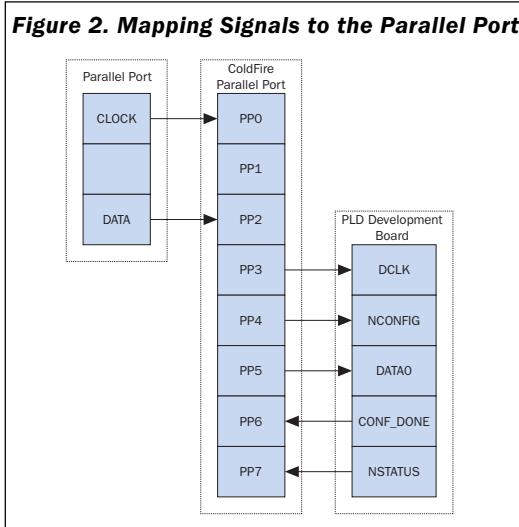 Figure 2. Mapping Signals to the Parallel Port
Parallel Port
CLOCK
DATA
ColdFire
Parallel Port
PP0
PP1
PP2
PP3
PP4
PP5
PP6
PP7
PLD Development
Board
DCLK
NCONFIG
DATA0
CONF_DONE
NSTATUS